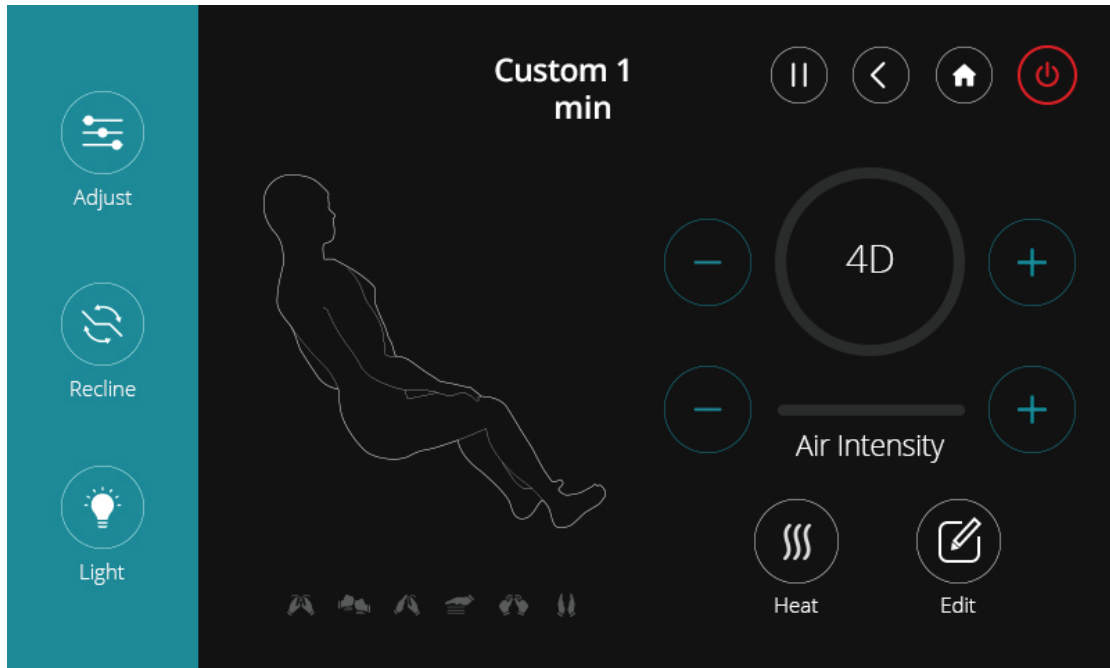 Custom 1
min
Adjust
Recline
Light
4D
Air Intensity
Heat
Edit